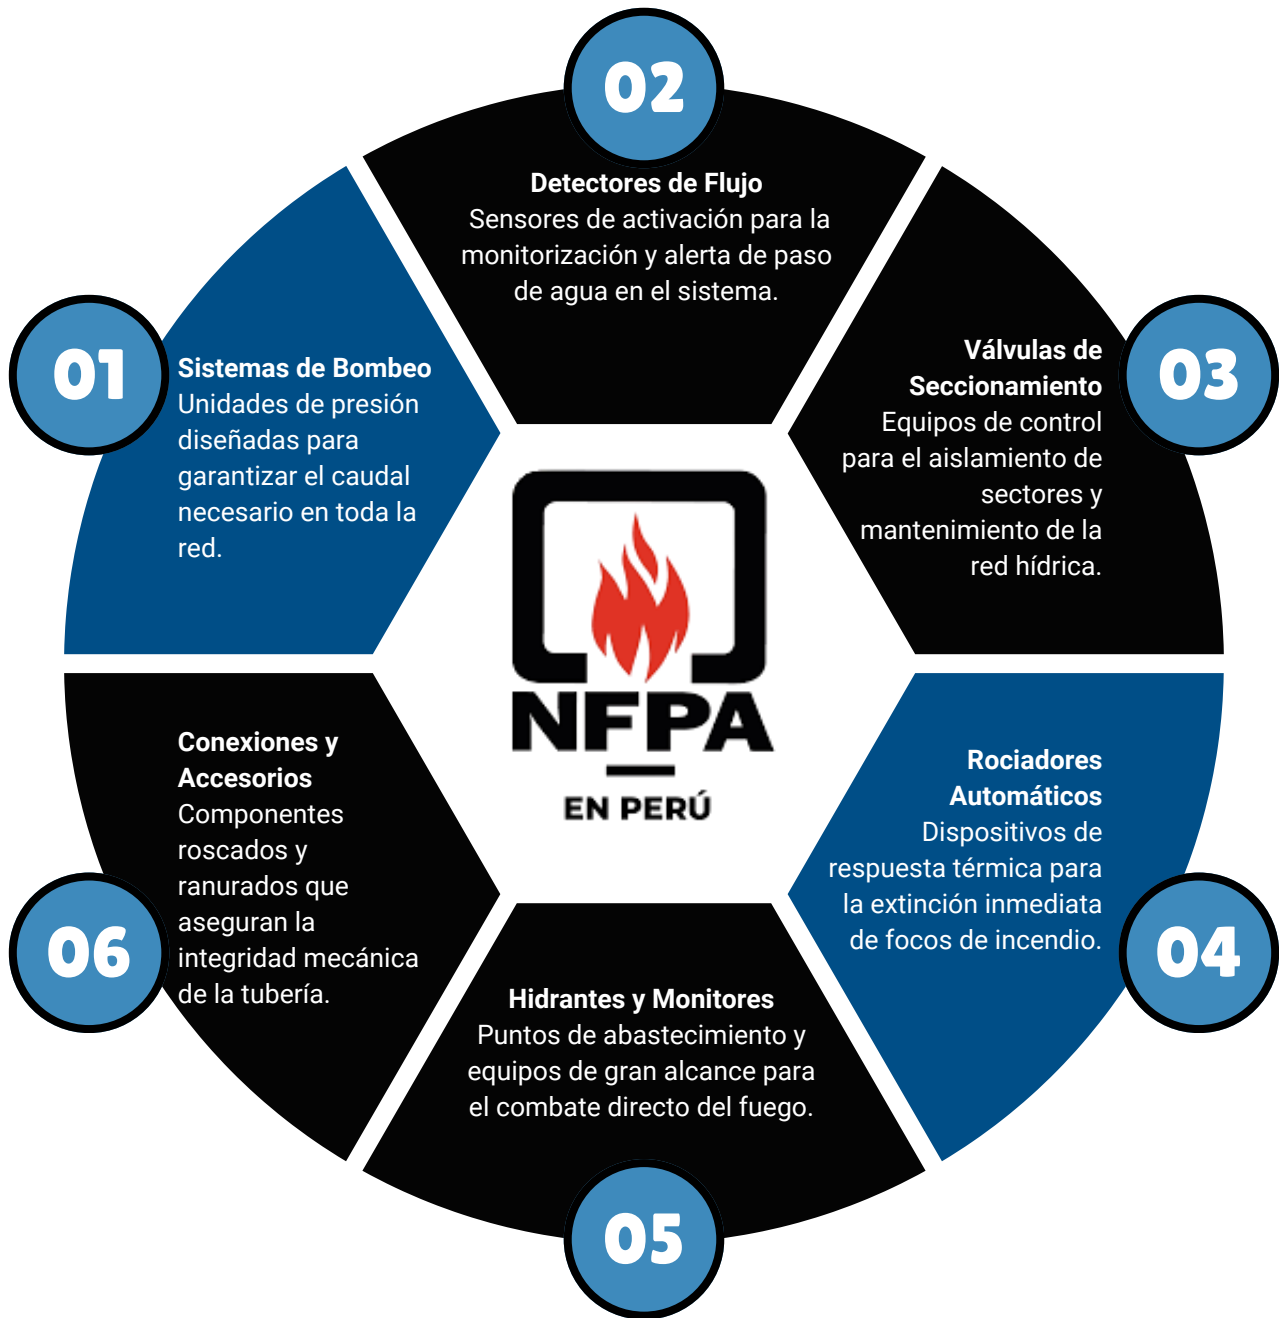 01
Sistemas de Bombeo
Unidades de presión
diseñadas para
garantizar el caudal
necesario en toda la
red.
02
Detectores de Flujo
Sensores de activación para la
monitorización y alerta de paso
de agua en el sistema.
03
Válvulas de
Seccionamiento
Equipos de control
para el aislamiento de
sectores y
mantenimiento de la
red hídrica.
04
Rociadores
Automáticos
Dispositivos de
respuesta térmica para
la extinción inmediata
de focos de incendio.
05
Hidrantes y Monitores
Puntos de abastecimiento y
equipos de gran alcance para
el combate directo del fuego.
06
Conexiones y
Accesorios
Componentes
roscados y
ranurados que
aseguran la
integridad mecánica
de la tubería.
NFPA
EN PERÚ